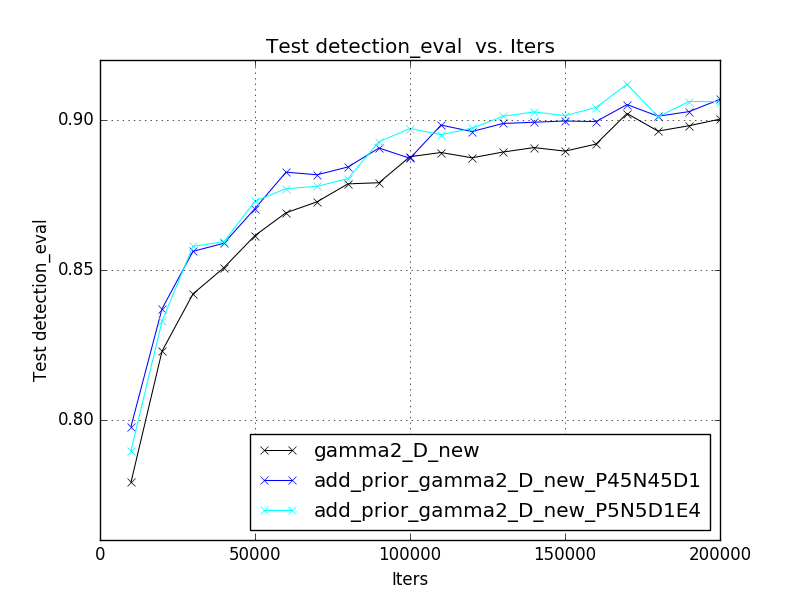 Test detection_eval  vs. Iters
Test detection_eval
0.90
0.85
0.80
0
50000
100000
150000
200000
Iters
gamma2_D_new
add_prior_gamma2_D_new_P45N45D1
add_prior_gamma2_D_new_P5N5D1E4